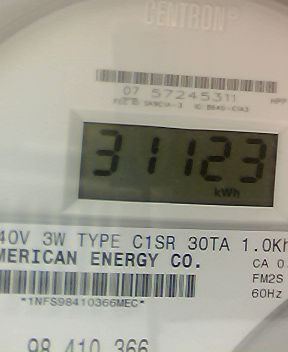 CENTRON®
07 57245311
31123
kWh
40V 3W TYPE C1SR 30TA 1.0Kh
MERICAN ENERGY CO.
CA 0.
FM2S
60Hz
*1NFS98410366MEC*
98 410 366